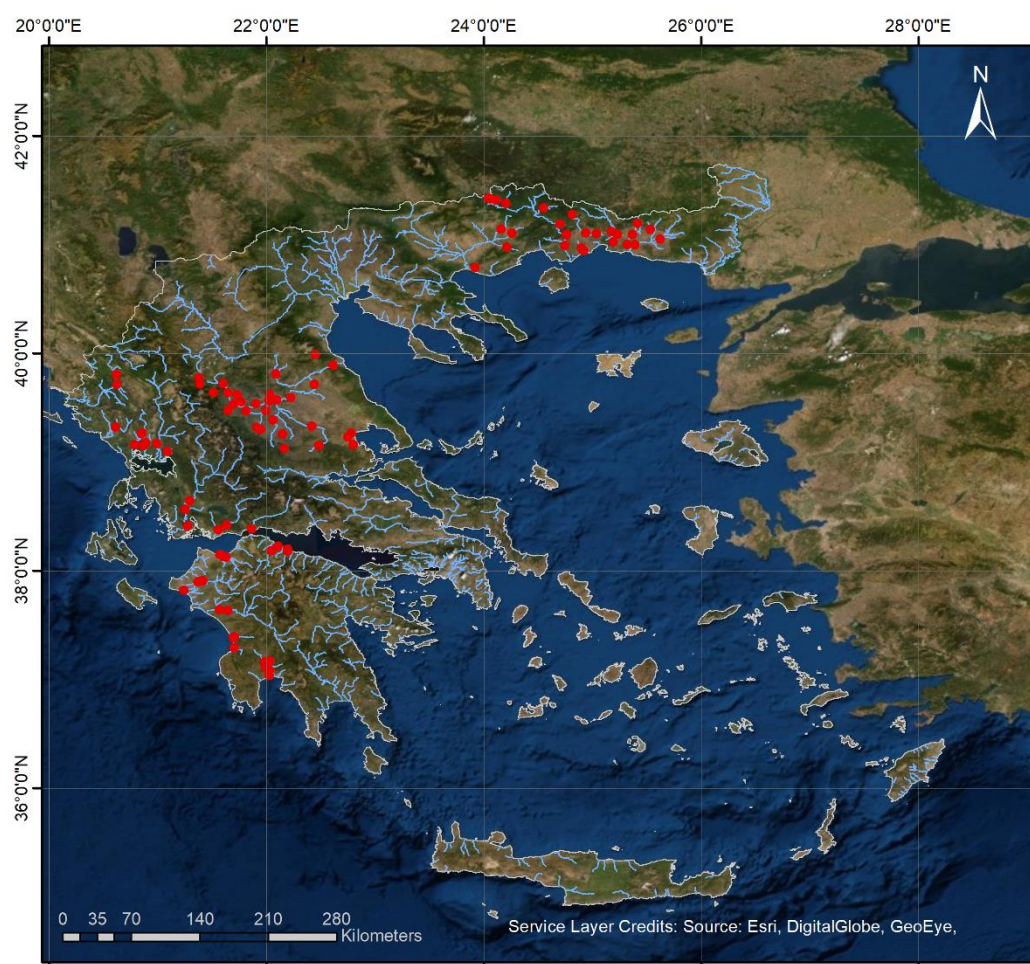 20°0'0"E 22°0'0"E 24°0'0"E 26°0'0"E 28°0'0"E
N
42°0'0"N
40°0'0"N
38°0'0"N
36°0'0"N
0 35 70 140 210 280
Kilometers
Service Layer Credits: Source: Esri, DigitalGlobe, GeoEye,